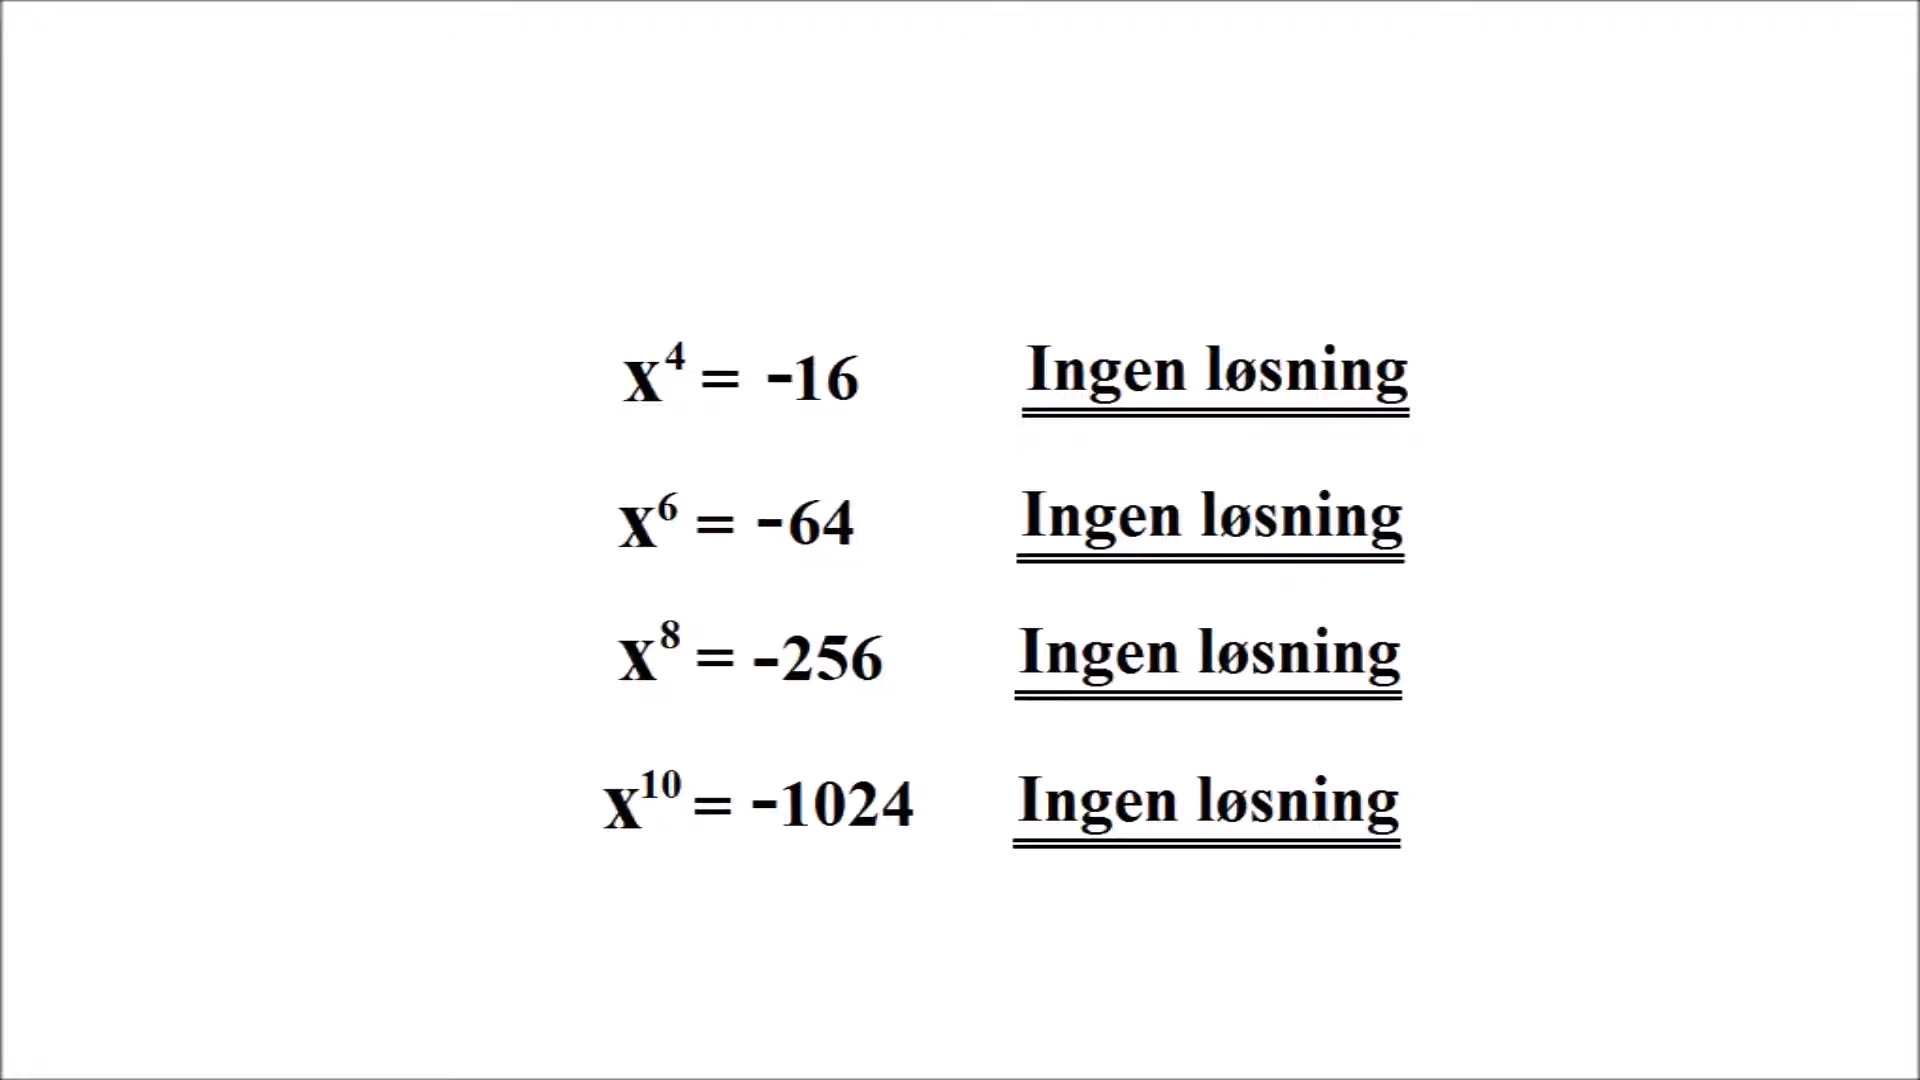 x⁴ = -16 Ingen løsning
x⁶ = -64 Ingen løsning
x⁸ = -256 Ingen løsning
x¹⁰ = -1024 Ingen løsning